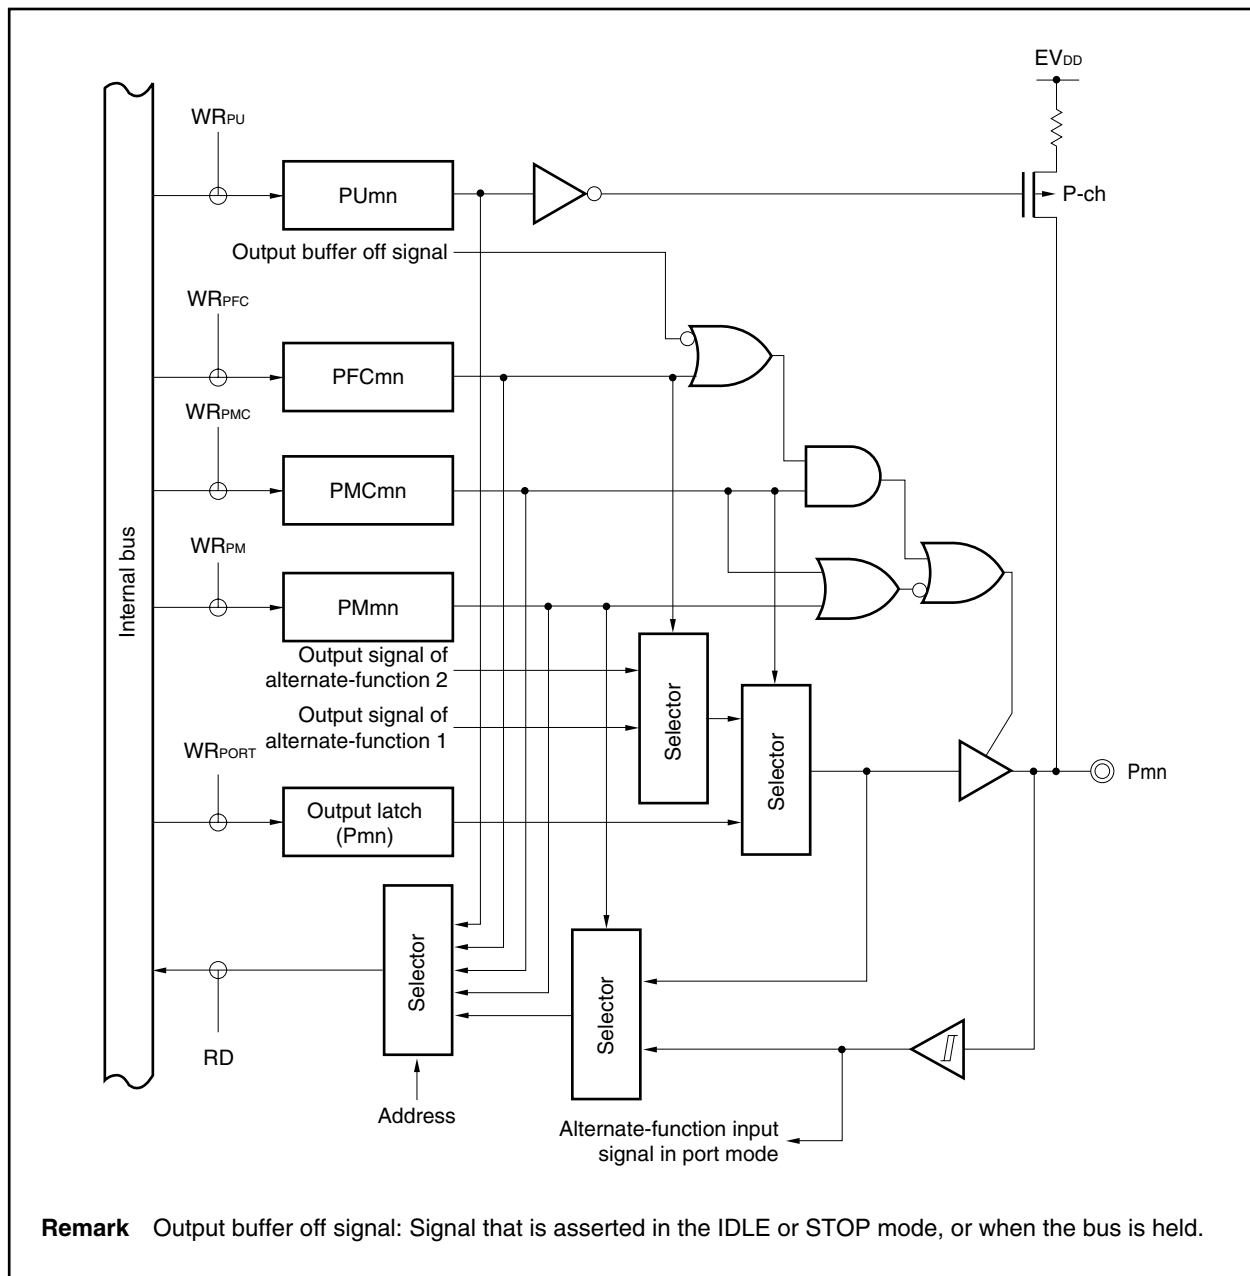 EVDD
WRPU
PUmn
P-ch
Output buffer off signal
WRPFC
PFCmn
WRPMC
PMCmn
Internal bus
WRPM
PMmn
Output signal of
alternate-function 2
Selector
Output signal of
alternate-function 1
Selector
WRPORT
Pmn
Output latch
(Pmn)
Selector
Selector
RD
Address
Alternate-function input
signal in port mode
Remark Output buffer off signal: Signal that is asserted in the IDLE or STOP mode, or when the bus is held.